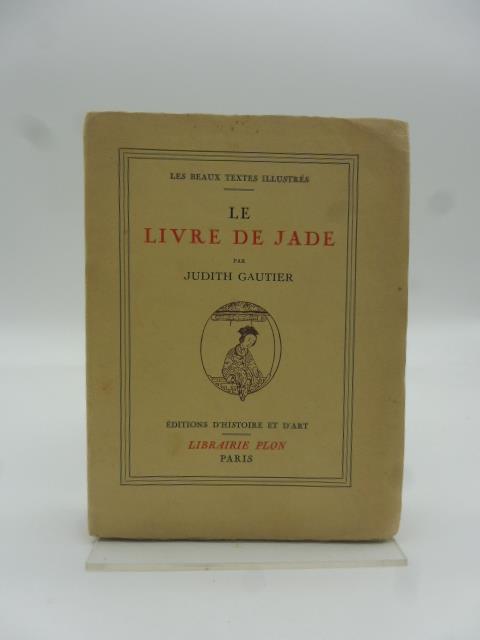 LES BEAUX TEXTES ILLUSTRÉS
LE
LIVRE DE JADE
PAR
JUDITH GAUTIER
ÉDITIONS D'HISTOIRE ET D'ART
LIBRAIRIE PLON
PARIS